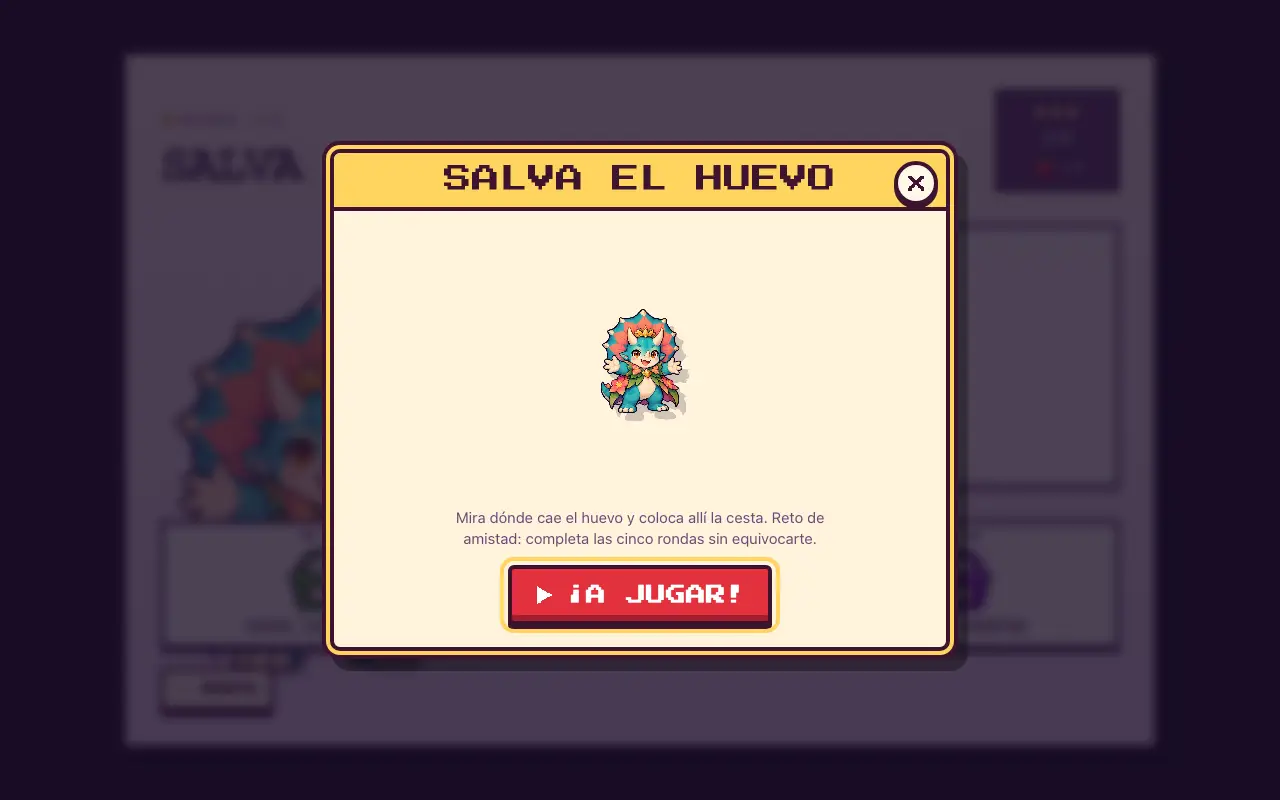 SALVA EL HUEVO
Mira dónde cae el huevo y coloca allí la cesta. Reto de
amistad: completa las cinco rondas sin equivocarte.
¡A JUGAR!
SALVA